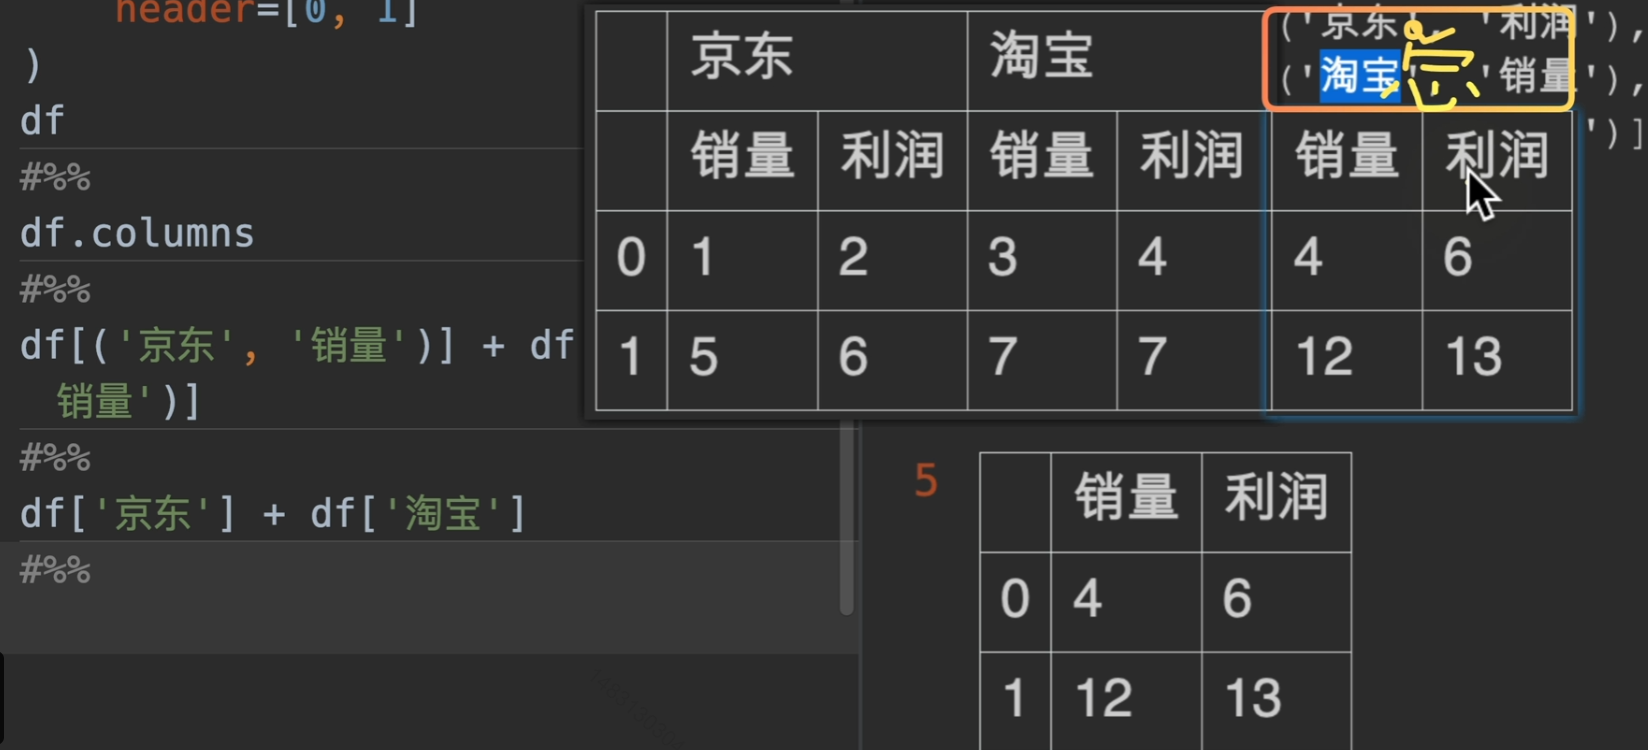 header=[0, 1]
)
df
#%%
df.columns
#%%
df[('京东', '销量')] + df
销量')]
#%%
df['京东'] + df['淘宝']
#%%
京东 淘宝
销量 利润 销量 利润 销量 利润
0 1 2 3 4 4 6
1 5 6 7 7 12 13
('京东', '利润'),
('淘宝', '销量'),
')]
总
5
销量 利润
0 4 6
1 12 13